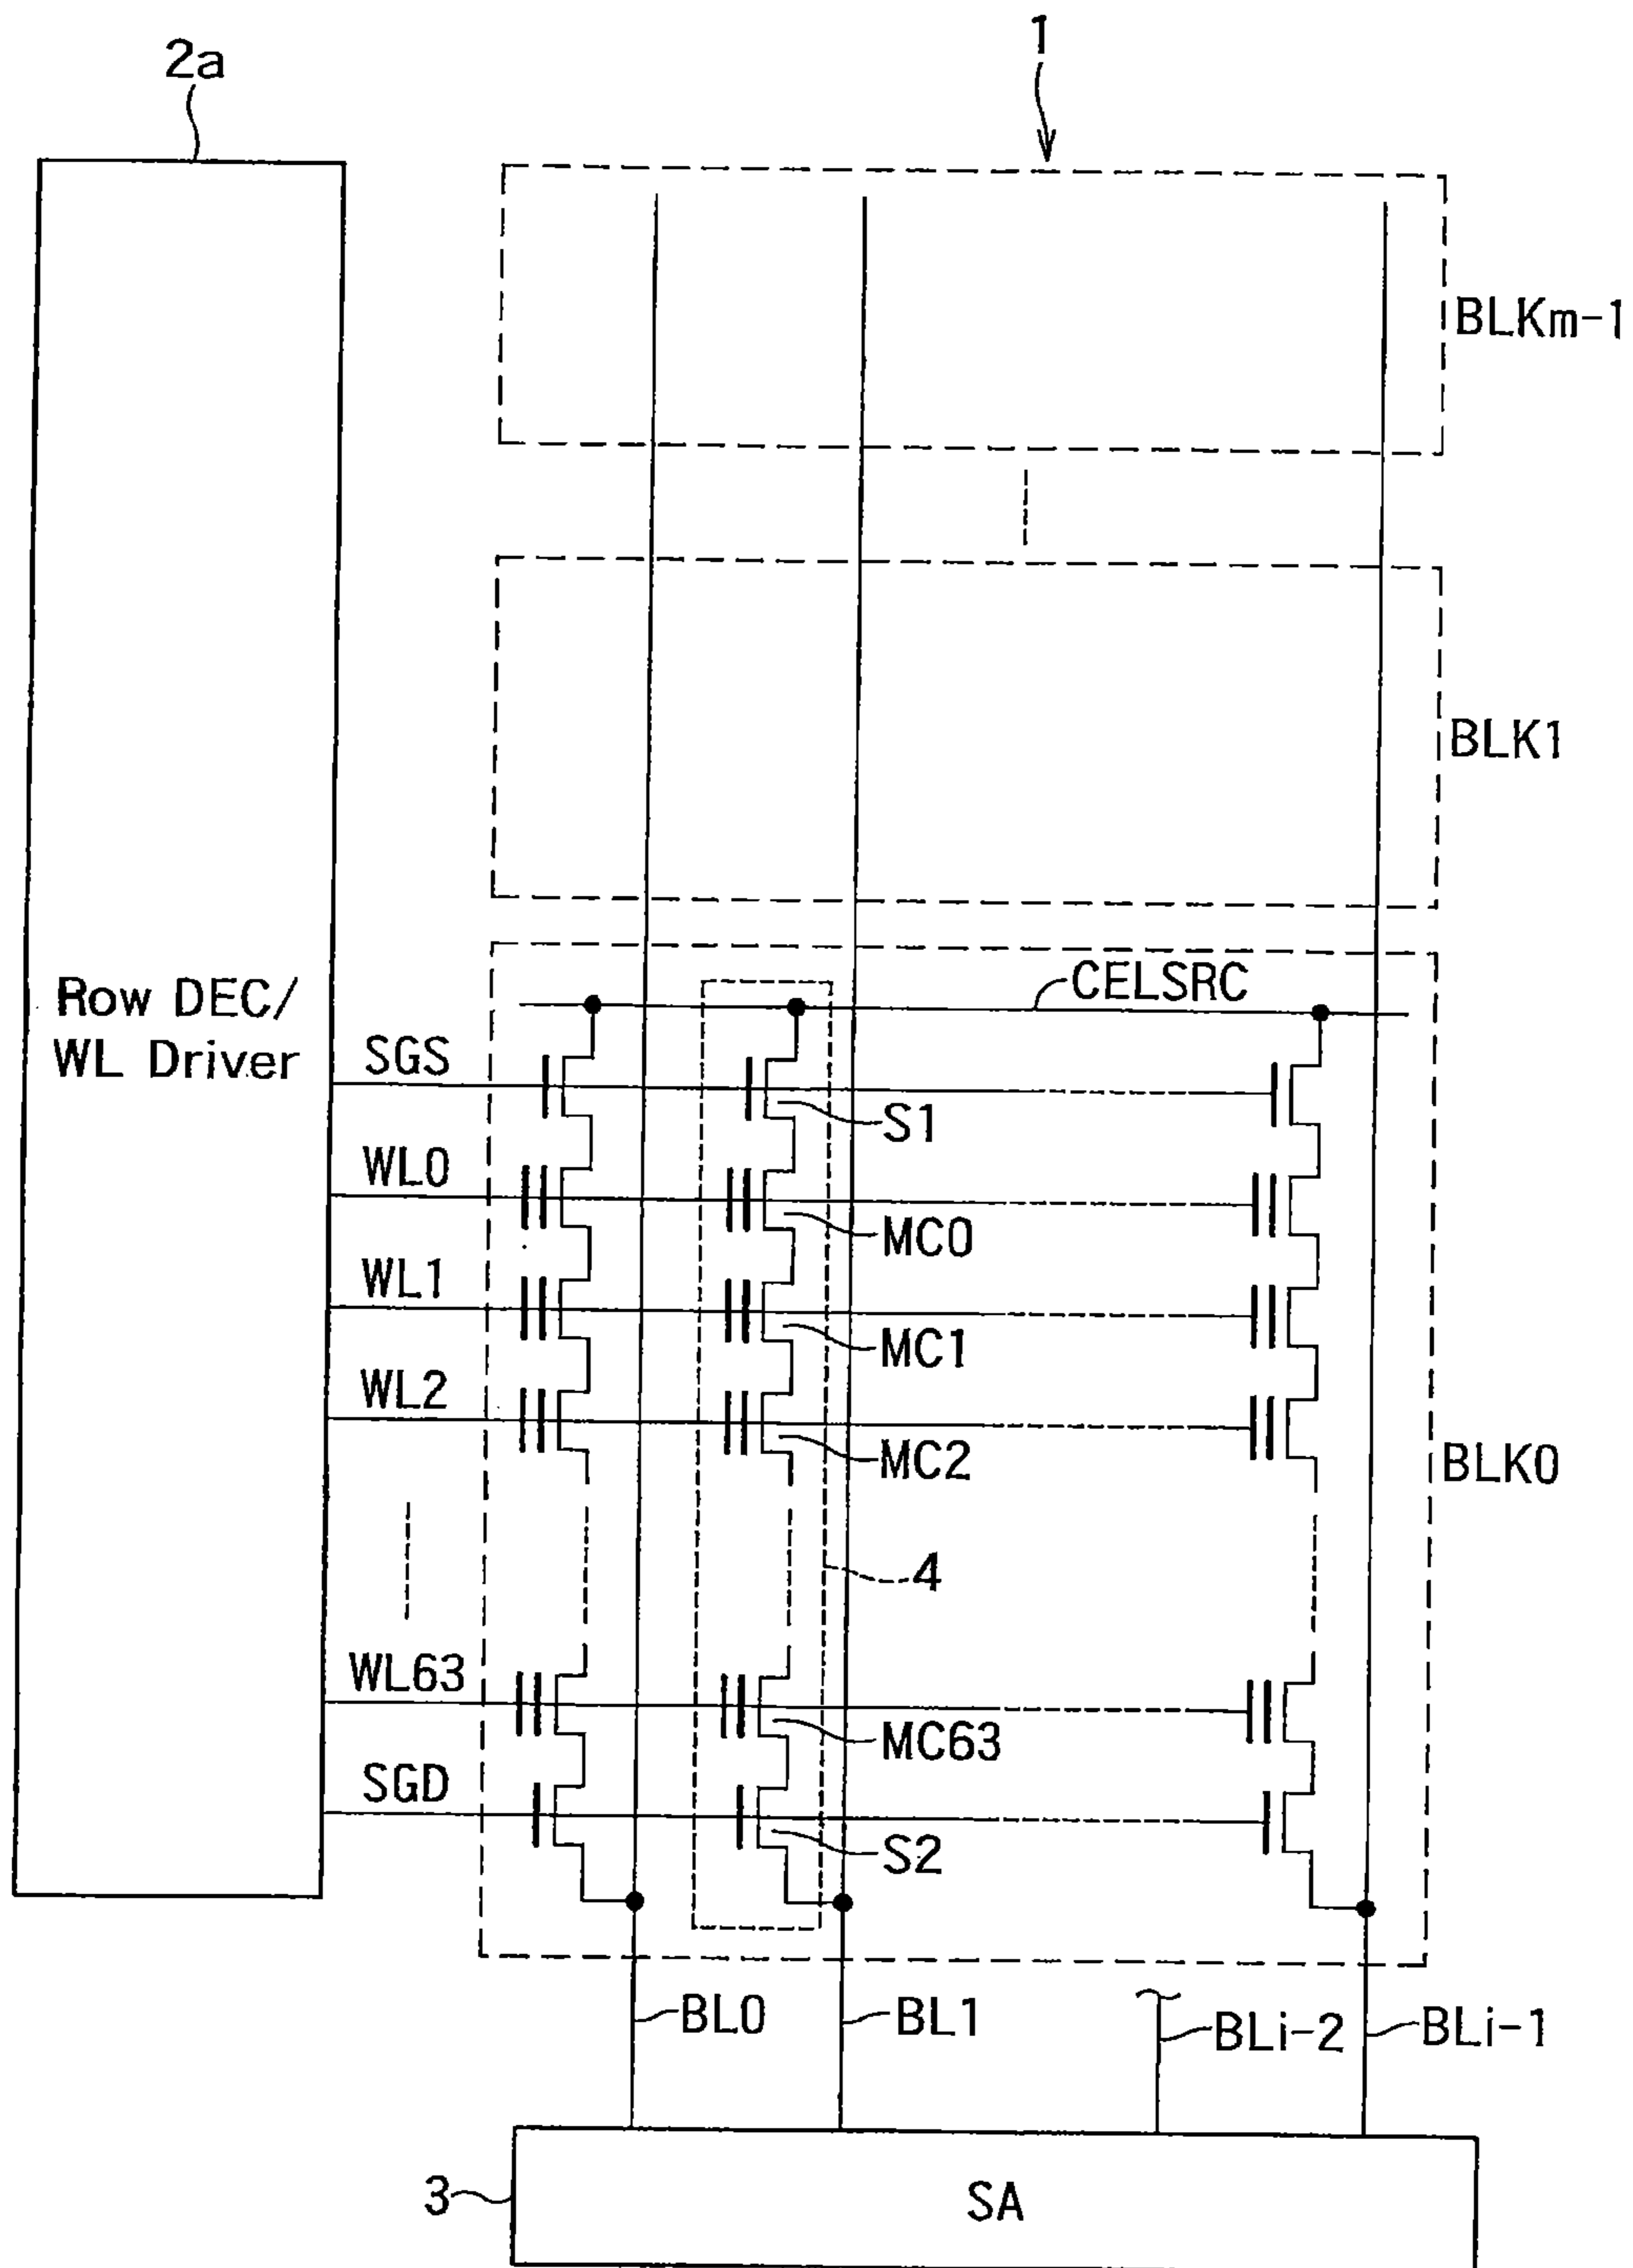 1
2a
BLKm-1
BLK1
Row DEC/
WL Driver
CELSRC
SGS
S1
WL0
MC0
WL1
MC1
WL2
MC2
BLK0
4
WL63
MC63
SGD
S2
BL0
BL1
BLi-2
BLi-1
3
SA